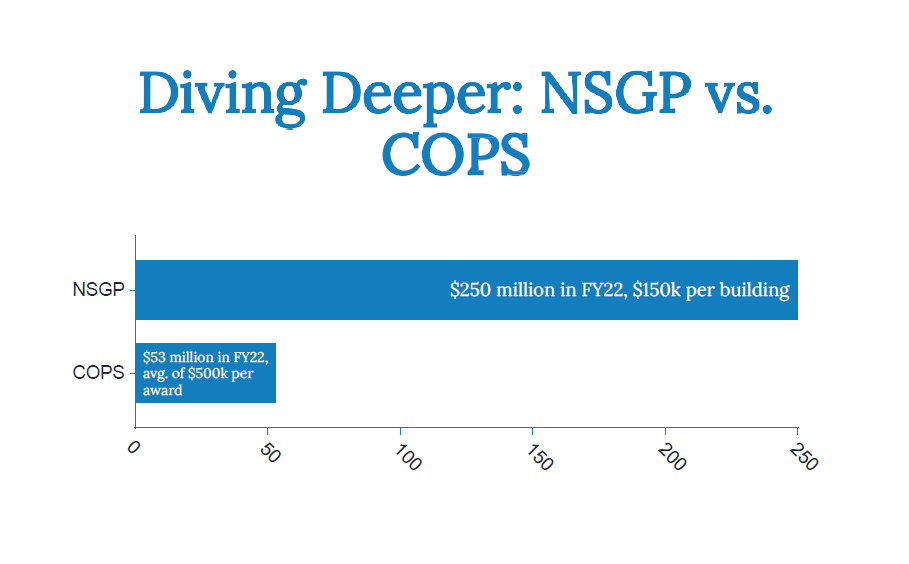 Diving Deeper: NSGP vs.
COPS
NSGP
$250 million in FY22, $150k per building
COPS
$53 million in FY22,
avg. of $500k per
award
0
50
100
150
200
250